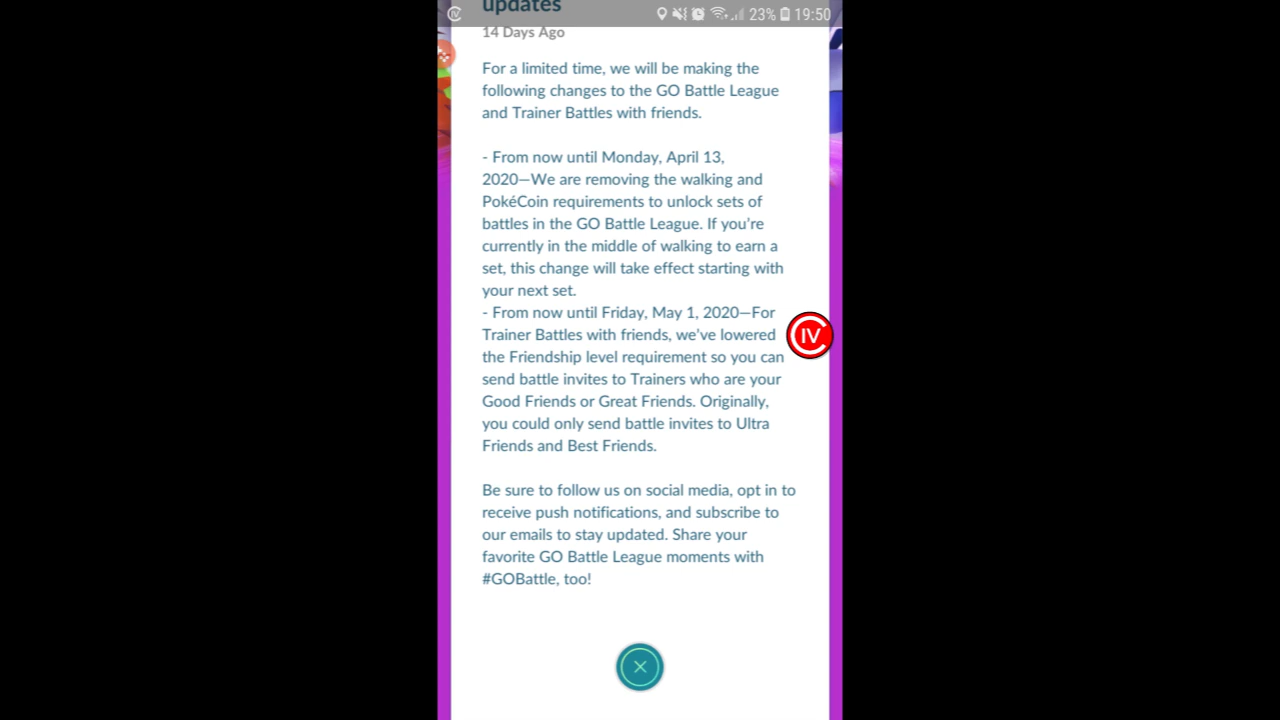 updates
23% 19:50
14 Days Ago
For a limited time, we will be making the
following changes to the GO Battle League
and Trainer Battles with friends.
- From now until Monday, April 13,
2020—We are removing the walking and
PokéCoin requirements to unlock sets of
battles in the GO Battle League. If you're
currently in the middle of walking to earn a
set, this change will take effect starting with
your next set.
- From now until Friday, May 1, 2020—For
Trainer Battles with friends, we've lowered
IV
the Friendship level requirement so you can
send battle invites to Trainers who are your
Good Friends or Great Friends. Originally,
you could only send battle invites to Ultra
Friends and Best Friends.
Be sure to follow us on social media, opt in to
receive push notifications, and subscribe to
our emails to stay updated. Share your
favorite GO Battle League moments with
#GOBattle, too!